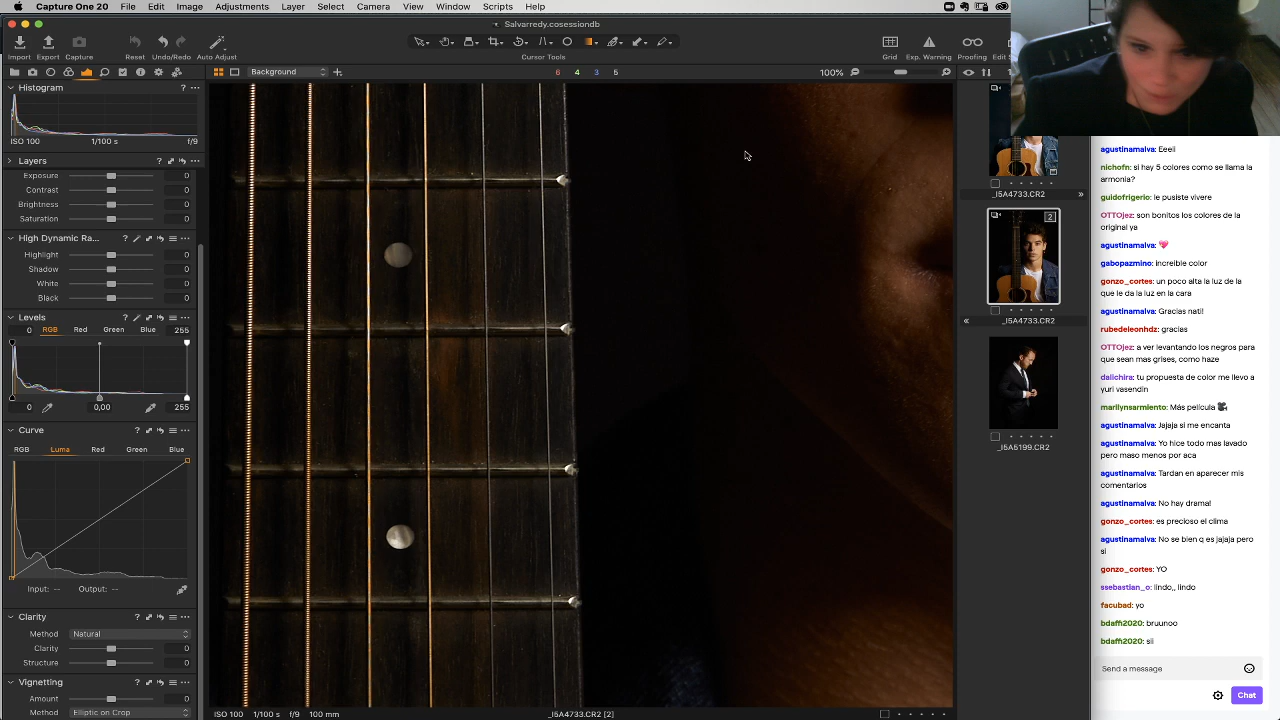 Capture One 20 File Edit Image Adjustments Layer Select Camera View Window Scripts Help
Salvarredy.cosessiondb
Import Export Capture Reset Undo/Redo Auto Adjust Cursor Tools Grid Exp. Warning Proofing Edit
Background
6 4 3 5
100%
Histogram
ISO 100 1/100 s f/9
Layers
Exposure 0
Contrast 0
Brightness 0
Saturation 0
High Dynamic Ra...
Highlight 0
Shadow 0
White 0
Black 0
Levels
0 RGB Red Green Blue 255
0 0,00 255
Curve
RGB Luma Red Green Blue
Input: -- Output: --
Clarity
Method Natural
Clarity 0
Structure 0
Vignetting
Amount 0
Method Elliptic on Crop
ISO 100 1/100 s f/9 100 mm
_I5A4733.CR2 [2]
_I5A4733.CR2
2
_I5A4733.CR2
_I5A5199.CR2
agustinamalva: Eeeii
nichofn: si hay 5 colores como se llama la
armonia?
guidofrigerio: le pusiste vivere
OTTOjez: son bonitos los colores de la
original ya
agustinamalva: 💖
gabopazmino: increible color
gonzo_cortes: un poco alta la luz de la
que le da la luz en la cara
agustinamalva: Gracias nati!
rubedeleonhdz: gracias
OTTOjez: a ver levantando los negros para
que sean mas grises, como haze
dalichira: tu propuesta de color me llevo a
yuri vasendin
marilynsarmiento: Más película 🎥
agustinamalva: Jajaja si me encanta
agustinamalva: Yo hice todo mas lavado
pero maso menos por aca
agustinamalva: Tardan en aparecer mis
comentarios
agustinamalva: No hay drama!
gonzo_cortes: es precioso el clima
agustinamalva: No se bien q es jajaja pero
si
gonzo_cortes: YO
ssebastian_o: lindo,, lindo
facubad: yo
bdaffi2020: bruunoo
bdaffi2020: sii
Send a message
Chat